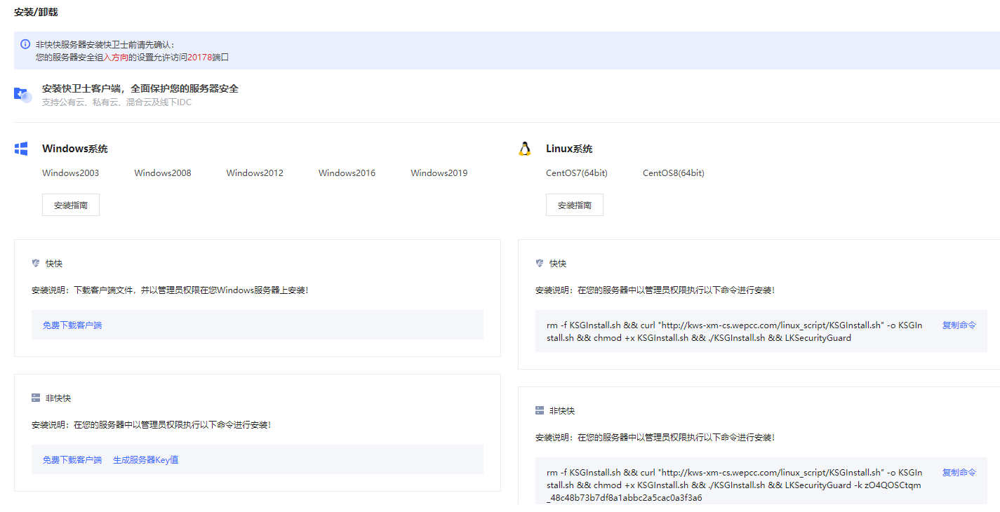 安装/卸载
非快快服务器安装快卫士前请先确认：
您的服务器安全组入方向的设置允许访问20178端口
安装快卫士客户端，全面保护您的服务器安全
支持公有云、私有云、混合云及线下IDC
Windows系统
Windows2003 Windows2008 Windows2012 Windows2016 Windows2019
安装指南
快快
安装说明：下载客户端文件，并以管理员权限在您Windows服务器上安装！
免费下载客户端
非快快
安装说明：在您的服务器中以管理员权限执行以下命令进行安装！
免费下载客户端 生成服务器Key值
Linux系统
CentOS7(64bit) CentOS8(64bit)
安装指南
快快
安装说明：在您的服务器中以管理员权限执行以下命令进行安装！
rm -f KSGInstall.sh && curl "http://kws-xm-cs.wepcc.com/linux_script/KSGInstall.sh" -o KSGIn 复制命令
stall.sh && chmod +x KSGInstall.sh && ./KSGInstall.sh && LKSecurityGuard
非快快
安装说明：在您的服务器中以管理员权限执行以下命令进行安装！
rm -f KSGInstall.sh && curl "http://kws-xm-cs.wepcc.com/linux_script/KSGInstall.sh" -o KSGIn 复制命令
stall.sh && chmod +x KSGInstall.sh && ./KSGInstall.sh && LKSecurityGuard -k zO4QOSCtqm
_48c48b73b7df8a1abbc2a5cac0a3f3a6